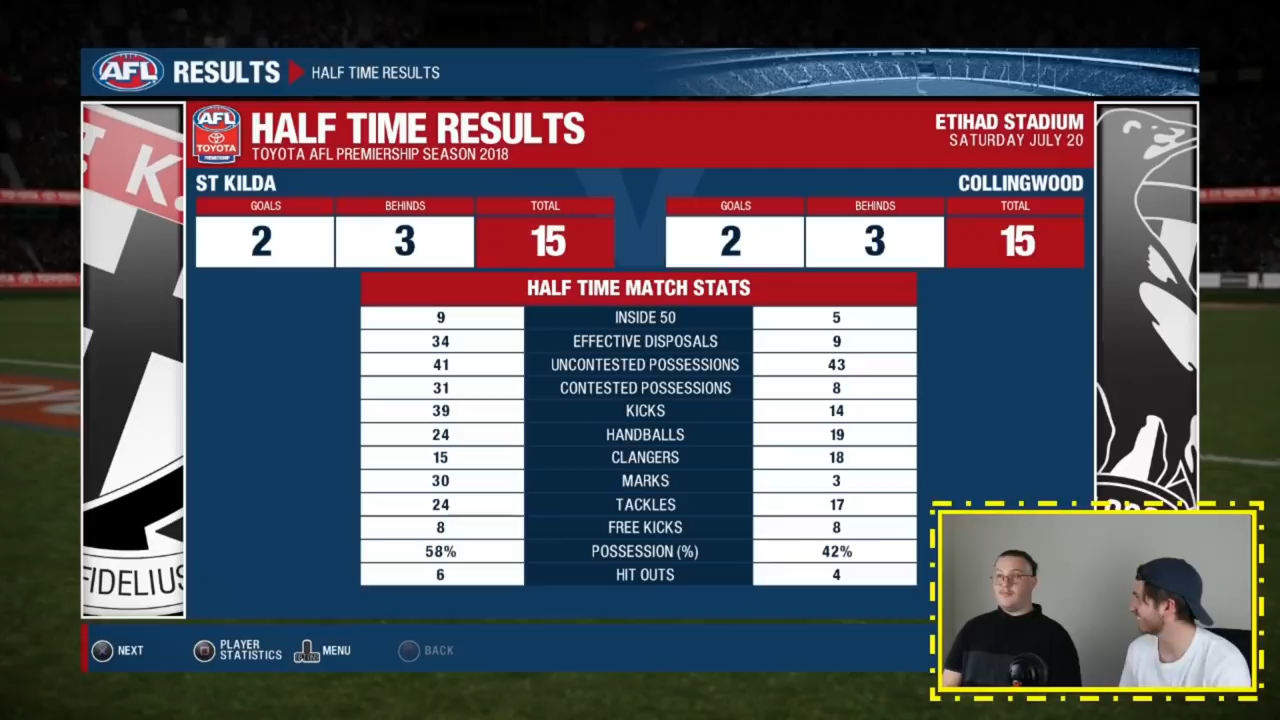 AFL RESULTS HALF TIME RESULTS
AFL TOYOTA PREMIERSHIP
HALF TIME RESULTS
TOYOTA AFL PREMIERSHIP SEASON 2018
ETIHAD STADIUM
SATURDAY JULY 20
ST KILDA COLLINGWOOD
GOALS BEHINDS TOTAL GOALS BEHINDS TOTAL
2 3 15 2 3 15
HALF TIME MATCH STATS
9 INSIDE 50 5
34 EFFECTIVE DISPOSALS 9
41 UNCONTESTED POSSESSIONS 43
31 CONTESTED POSSESSIONS 8
39 KICKS 14
24 HANDBALLS 19
15 CLANGERS 18
30 MARKS 3
24 TACKLES 17
8 FREE KICKS 8
58% POSSESSION (%) 42%
6 HIT OUTS 4
T K.
FIDELIUS
NEXT PLAYER STATISTICS MENU BACK